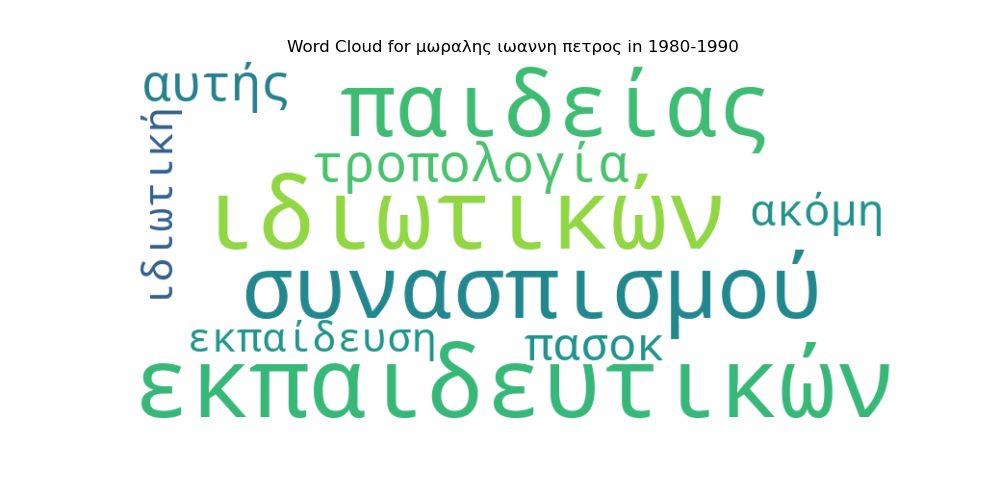 Word Cloud for μωραλης ιωαννη πετρος in 1980-1990
αυτής
παιδείας
ιδιωτική
τροπολογία
ιδιωτικών
ακόμη
συνασπισμού
εκπαίδευση
πασοκ
εκπαιδευτικών